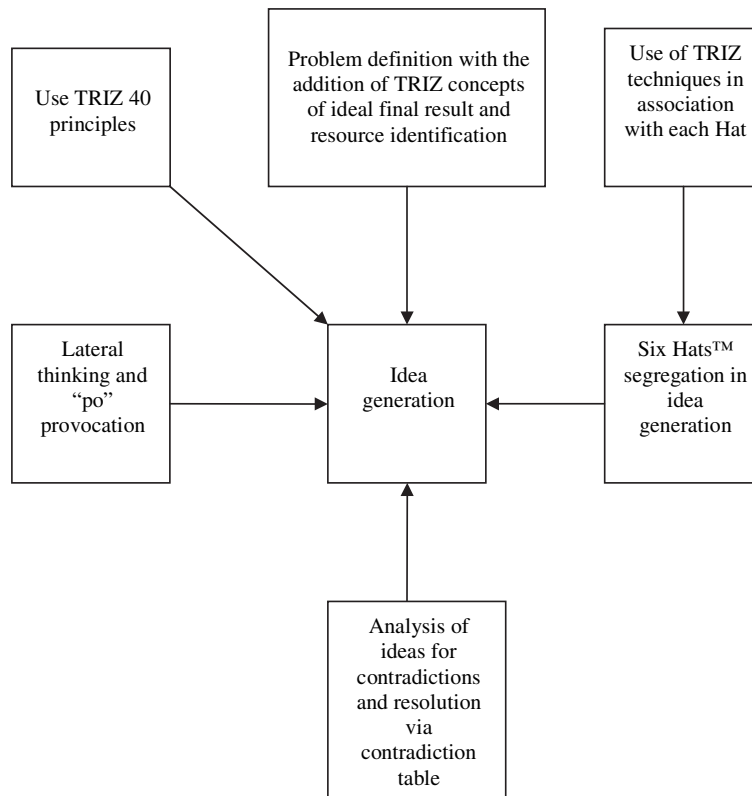 Use TRIZ 40
principles
Problem definition with the
addition of TRIZ concepts
of ideal final result and
resource identification
Use of TRIZ
techniques in
association
with each Hat
Lateral
thinking and
“po”
provocation
Idea
generation
Six Hats™
segregation in
idea
generation
Analysis of
ideas for
contradictions
and resolution
via
contradiction
table